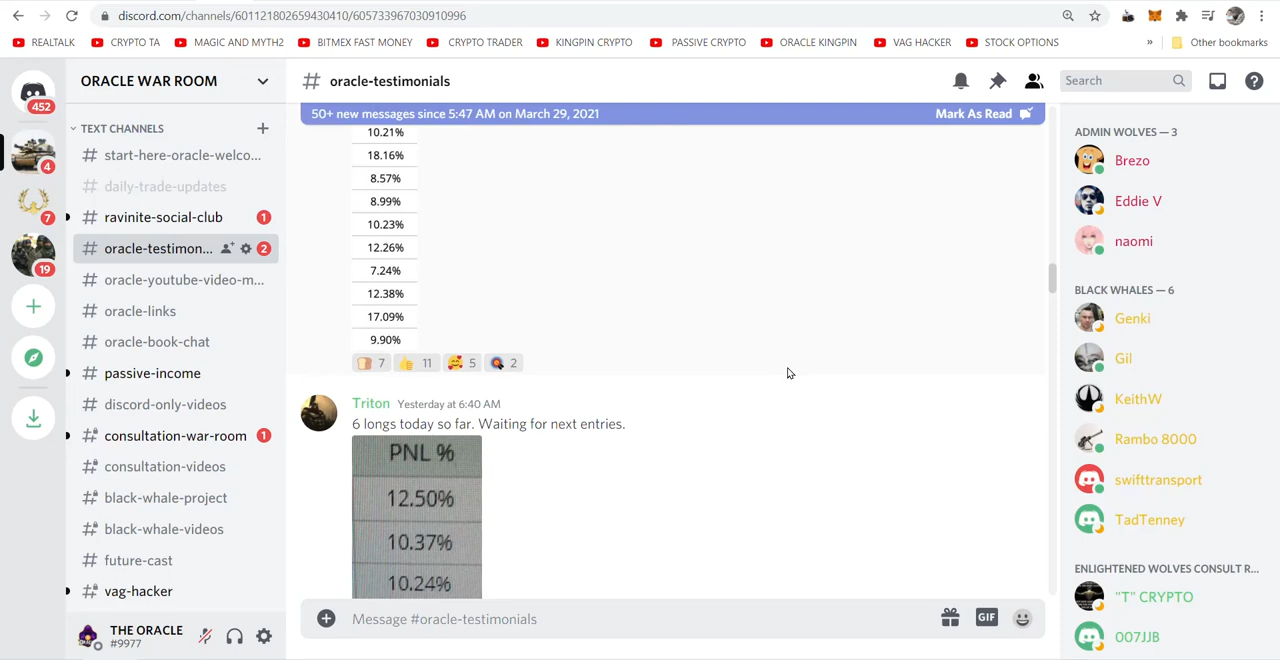 discord.com/channels/601121802659430410/605733967030910996
REALTALK
CRYPTO TA
MAGIC AND MYTH2
BITMEX FAST MONEY
CRYPTO TRADER
KINGPIN CRYPTO
PASSIVE CRYPTO
ORACLE KINGPIN
VAG HACKER
STOCK OPTIONS
»
Other bookmarks
452
4
7
19
ORACLE WAR ROOM
TEXT CHANNELS
# start-here-oracle-welco...
# daily-trade-updates
# ravinite-social-club 1
# oracle-testimon... 2
# oracle-youtube-video-m...
# oracle-links
# oracle-book-chat
# passive-income
# discord-only-videos
# consultation-war-room 1
# consultation-videos
# black-whale-project
# black-whale-videos
# future-cast
# vag-hacker
THE ORACLE
#9977
# oracle-testimonials
Search
50+ new messages since 5:47 AM on March 29, 2021 Mark As Read
10.21%
18.16%
8.57%
8.99%
10.23%
12.26%
7.24%
12.38%
17.09%
9.90%
7 11 5 2
Triton Yesterday at 6:40 AM
6 longs today so far. Waiting for next entries.
PNL %
12.50%
10.37%
10.24%
Message #oracle-testimonials
GIF
ADMIN WOLVES — 3
Brezo
Eddie V
naomi
BLACK WHALES — 6
Genki
Gil
KeithW
Rambo 8000
swifttransport
TadTenney
ENLIGHTENED WOLVES CONSULT R...
"T" CRYPTO
007JJB